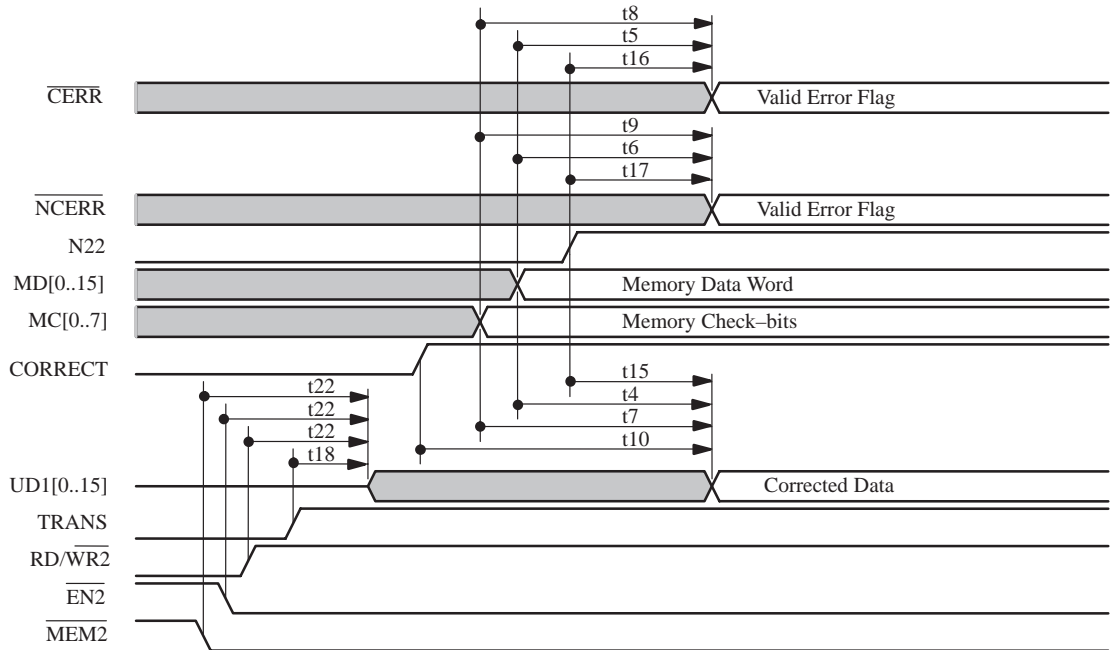 t8
t5
t16
CERR Valid Error Flag
t9
t6
t17
NCERR Valid Error Flag
N22
MD[0..15] Memory Data Word
MC[0..7] Memory Check–bits
CORRECT
t22 t15
t22 t4
t22 t7
t18 t10
UD1[0..15] Corrected Data
TRANS
RD/WR2
EN2
MEM2